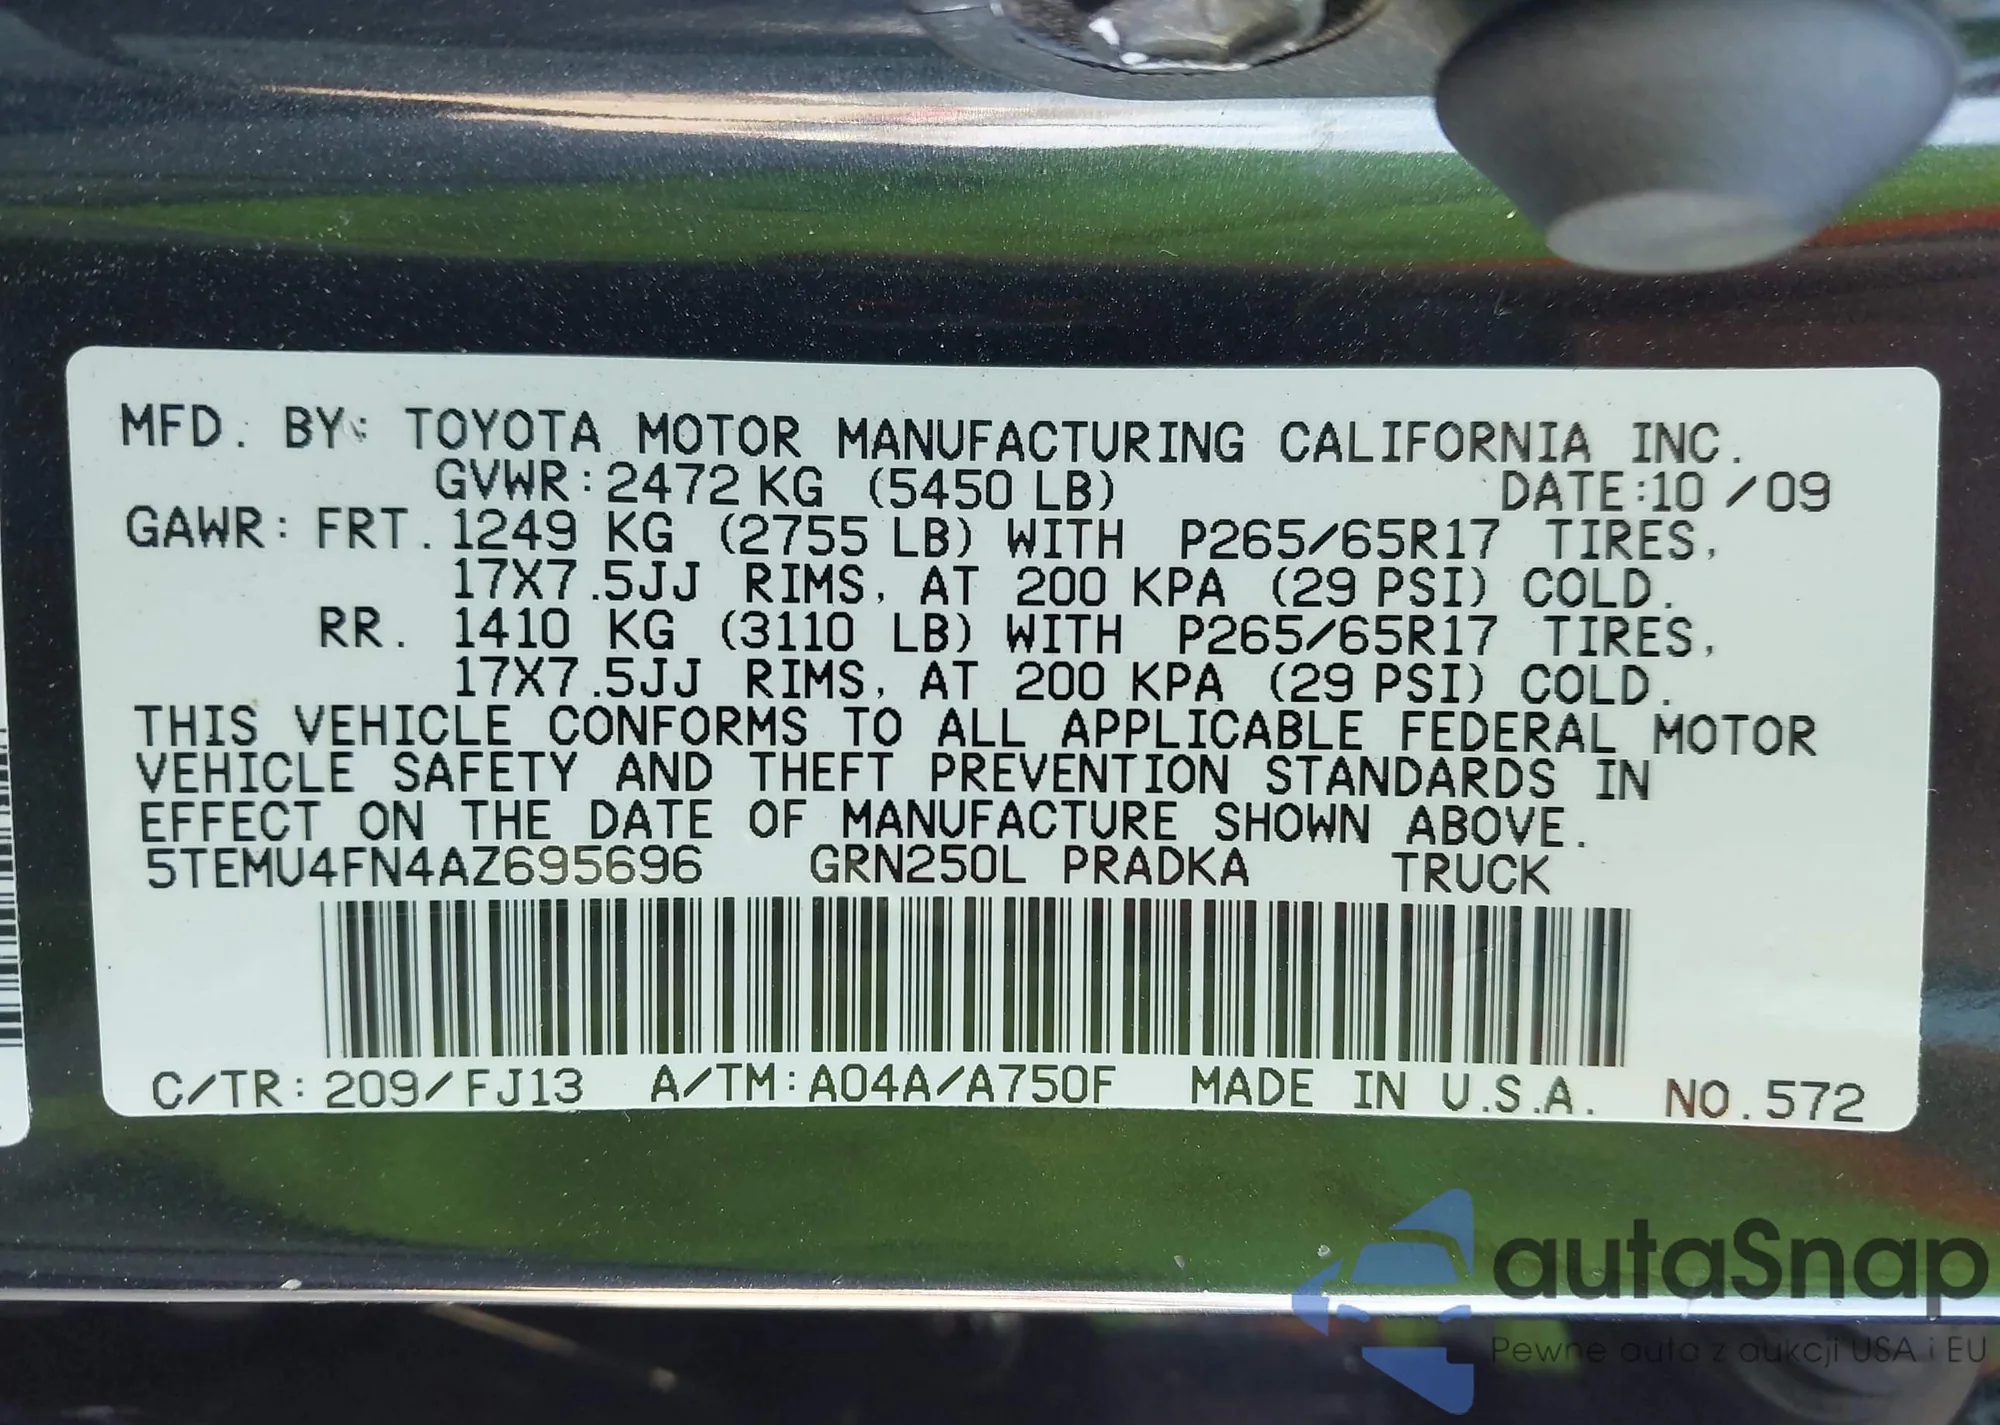 MFD. BY: TOYOTA MOTOR MANUFACTURING CALIFORNIA INC.
GVWR: 2472 KG (5450 LB) DATE: 10 / 09
GAWR: FRT. 1249 KG (2755 LB) WITH P265/65R17 TIRES,
17X7.5JJ RIMS, AT 200 KPA (29 PSI) COLD.
RR. 1410 KG (3110 LB) WITH P265/65R17 TIRES,
17X7.5JJ RIMS, AT 200 KPA (29 PSI) COLD.
THIS VEHICLE CONFORMS TO ALL APPLICABLE FEDERAL MOTOR
VEHICLE SAFETY AND THEFT PREVENTION STANDARDS IN
EFFECT ON THE DATE OF MANUFACTURE SHOWN ABOVE.
5TEMU4FN4AZ695696 GRN250L PRADKA TRUCK
C/TR: 209/FJ13 A/TM: A04A/A750F MADE IN U.S.A. NO. 572
autaSnap
Pewne auta z aukcji USA i EU